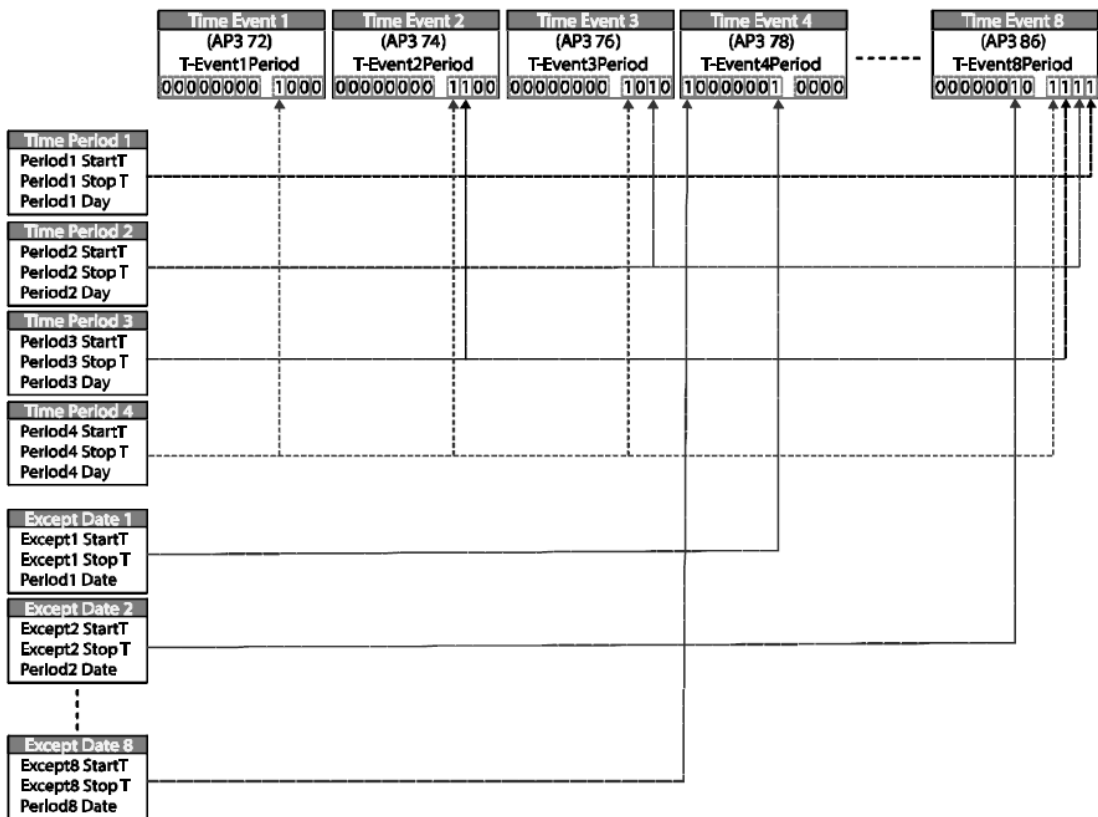 Time Event 1
(AP3 72)
T-Event1Period
00000000 1000
Time Event 2
(AP3 74)
T-Event2Period
00000000 1100
Time Event 3
(AP3 76)
T-Event3Period
00000000 1010
Time Event 4
(AP3 78)
T-Event4Period
10000001 0000
Time Event 8
(AP3 86)
T-Event8Period
00000010 1111
Time Period 1
Period1 StartT
Period1 Stop T
Period1 Day
Time Period 2
Period2 StartT
Period2 Stop T
Period2 Day
Time Period 3
Period3 StartT
Period3 Stop T
Period3 Day
Time Period 4
Period4 StartT
Period4 Stop T
Period4 Day
Except Date 1
Except1 StartT
Except1 Stop T
Period1 Date
Except Date 2
Except2 StartT
Except2 Stop T
Period2 Date
Except Date 8
Except8 StartT
Except8 Stop T
Period8 Date